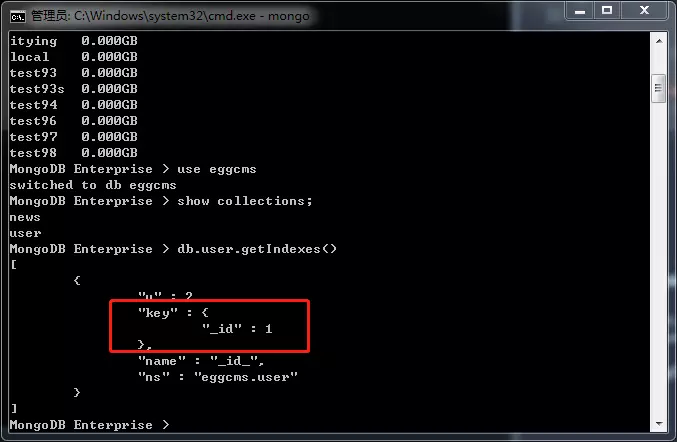 管理员: C:\Windows\system32\cmd.exe - mongo
itying 0.000GB
local 0.000GB
test93 0.000GB
test93s 0.000GB
test94 0.000GB
test96 0.000GB
test97 0.000GB
test98 0.000GB
MongoDB Enterprise > use eggcms
switched to db eggcms
MongoDB Enterprise > show collections;
news
user
MongoDB Enterprise > db.user.getIndexes()
[
{
"v" : 2,
"key" : {
"_id" : 1
},
"name" : "_id_",
"ns" : "eggcms.user"
}
]
MongoDB Enterprise >